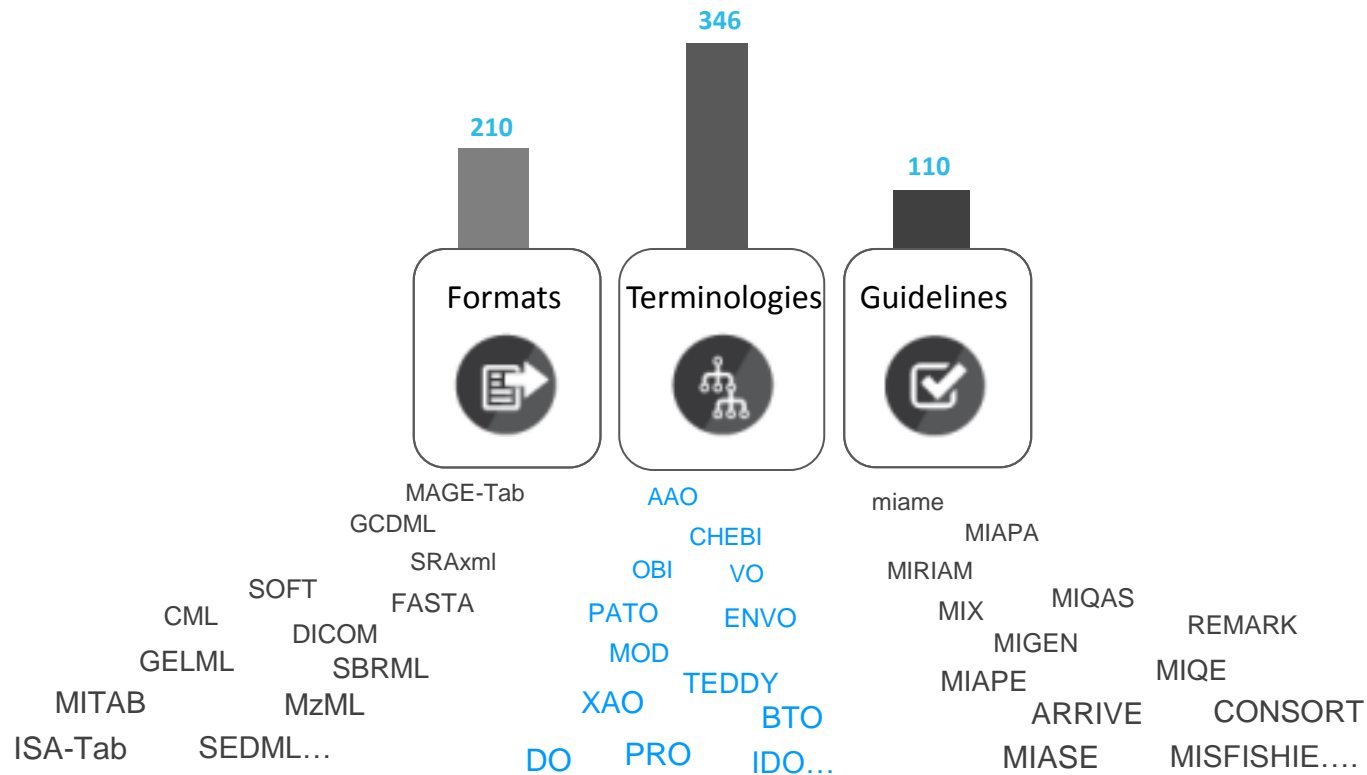 346
210
110
Formats
Terminologies
Guidelines
MAGE-Tab
GCDML
SRAxml
SOFT
FASTA
CML
DICOM
GELML
SBRML
MITAB
MzML
ISA-Tab
SEDML…
AAO
CHEBI
OBI
VO
PATO
ENVO
MOD
TEDDY
XAO
BTO
DO
PRO
IDO…
miame
MIAPA
MIRIAM
MIQAS
MIX
REMARK
MIGEN
MIQE
MIAPE
ARRIVE
CONSORT
MIASE
MISFISHIE….